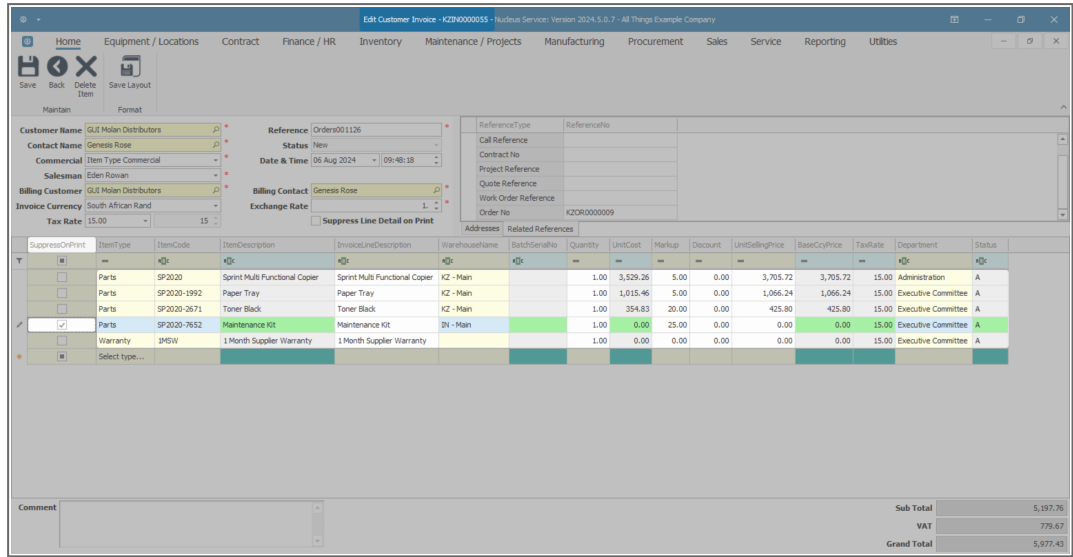 Edit Customer Invoice - KZIN0000055 - Nucleus Service: Version 2024.5.0.7 - All Things Example Company
Home Equipment / Locations Contract Finance / HR Inventory Maintenance / Projects Manufacturing Procurement Sales Service Reporting Utilities
Save Back Delete Item Save Layout
Maintain Format
Customer Name GUI Molan Distributors * Reference Orders001126 * ReferenceType ReferenceNo
Contact Name Genesis Rose * Status New Call Reference
Commercial Item Type Commercial * Date & Time 06 Aug 2024 09:48:18 Contract No
Project Reference
Salesman Eden Rowan * Quote Reference
Billing Customer GUI Molan Distributors * Billing Contact Genesis Rose * Work Order Reference
Invoice Currency South African Rand * Exchange Rate 1. * Order No KZOR0000009
Tax Rate 15.00 15 Suppress Line Detail on Print Addresses Related References
SuppressOnPrint ItemType ItemCode ItemDescription InvoiceLineDescription WarehouseName BatchSerialNo Quantity UnitCost Markup Discount UnitSellingPrice BaseCcyPrice TaxRate Department Status
Parts SP2020 Sprint Multi Functional Copier Sprint Multi Functional Copier KZ - Main 1.00 3,529.26 5.00 0.00 3,705.72 3,705.72 15.00 Administration A
Parts SP2020-1992 Paper Tray Paper Tray KZ - Main 1.00 1,015.46 5.00 0.00 1,066.24 1,066.24 15.00 Executive Committee A
Parts SP2020-2671 Toner Black Toner Black KZ - Main 1.00 354.83 20.00 0.00 425.80 425.80 15.00 Executive Committee A
Parts SP2020-7652 Maintenance Kit Maintenance Kit IN - Main 1.00 0.00 25.00 0.00 0.00 0.00 15.00 Executive Committee A
Warranty 1MSW 1 Month Supplier Warranty 1 Month Supplier Warranty 1.00 0.00 0.00 0.00 0.00 0.00 15.00 Executive Committee A
Select type...
Comment Sub Total 5,197.76
VAT 779.67
Grand Total 5,977.43